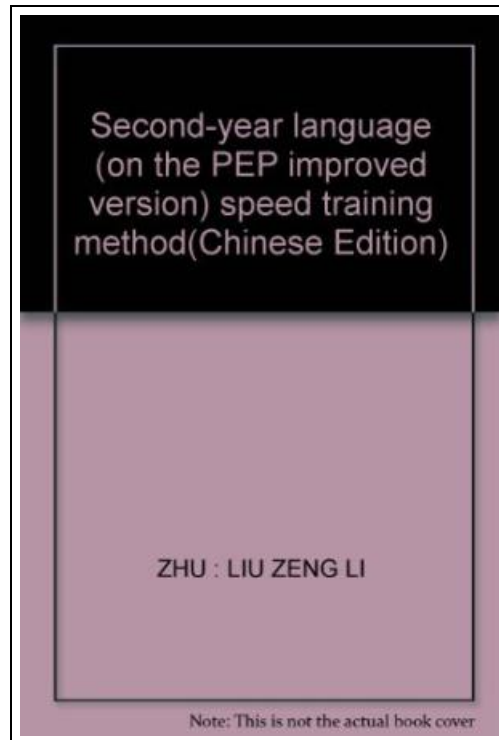 Second-year language
(on the PEP improved
version) speed training
method(Chinese Edition)
ZHU : LIU ZENG LI
Note: This is not the actual book cover